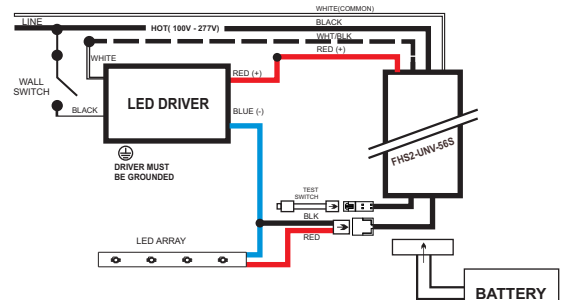 WHITE(COMMON)
LINE
HOT( 100V - 277V)
BLACK
WHT/BLK
RED (+)
WHITE
WALL
SWITCH
BLACK
LED DRIVER
RED (+)
BLUE (-)
DRIVER MUST
BE GROUNDED
FHS2-UNV-56S
TEST
SWITCH
BLK
RED
LED ARRAY
BATTERY